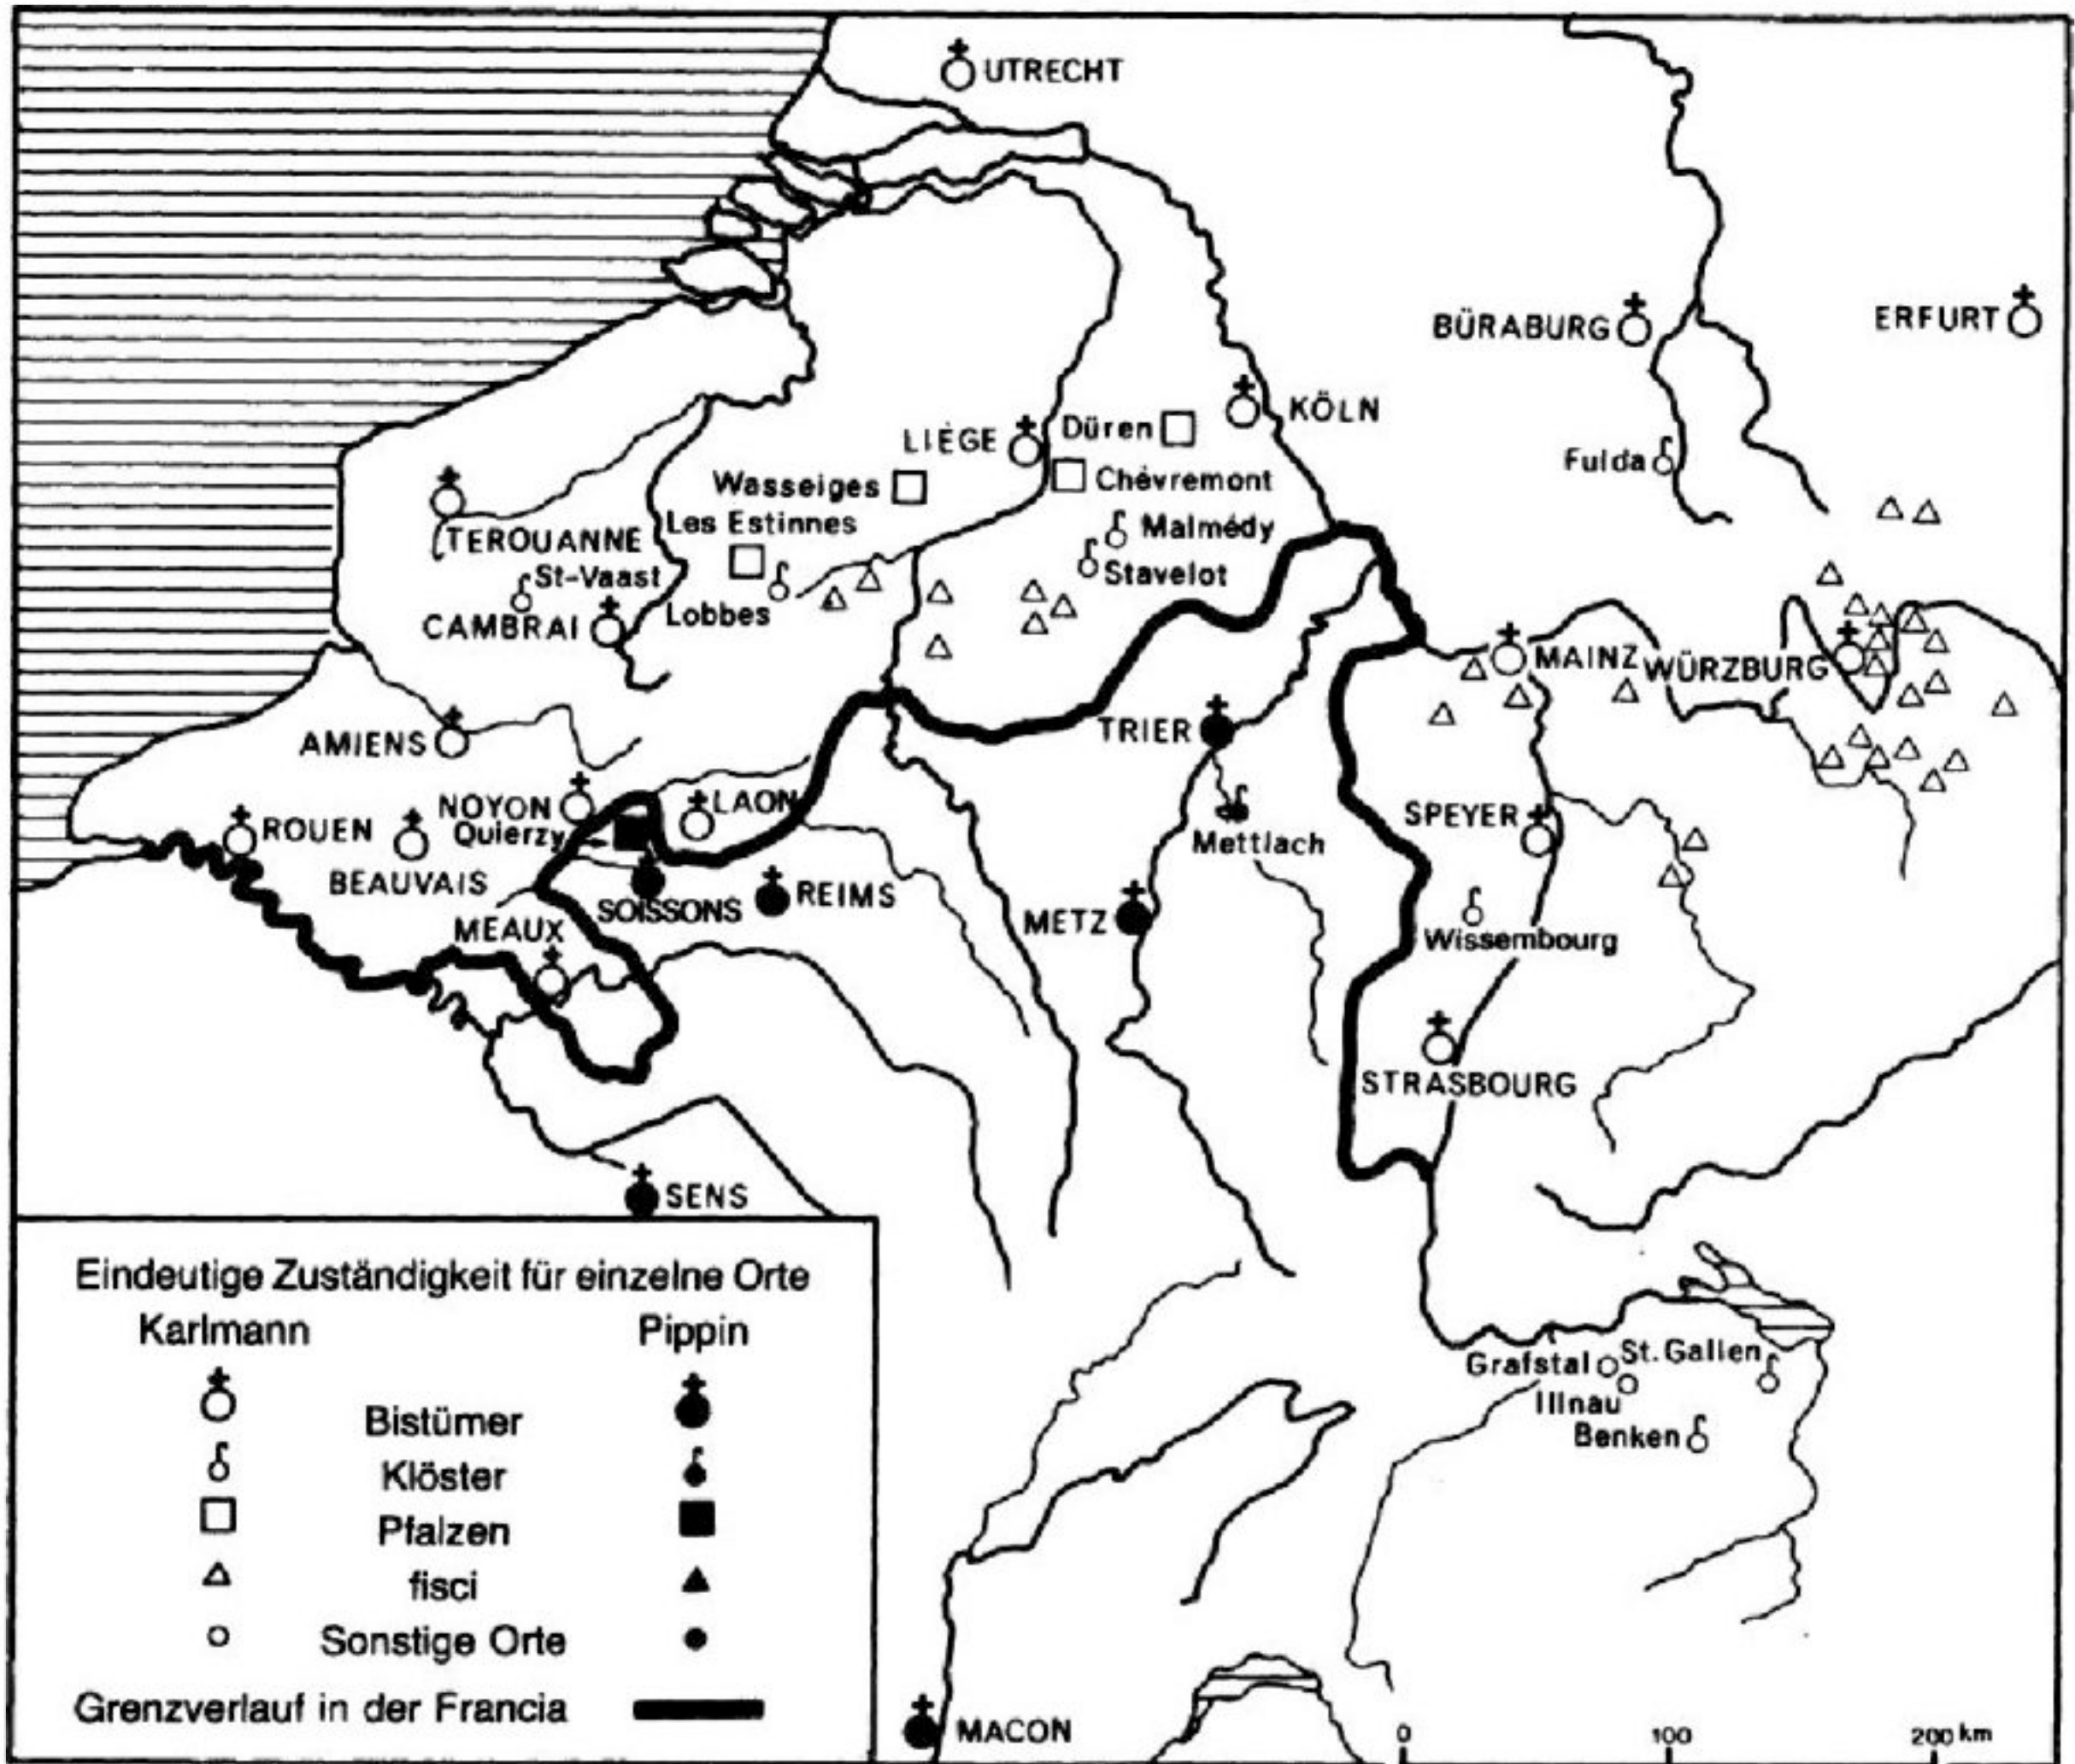 UTRECHT
BÜRABURG
ERFURT
KÖLN
LIÈGE
Düren
Fulda
Wasseiges
Chèvremont
Les Estinnes
Malmédy
TEROUANNE
St-Vaast
Stavelot
Lobbes
CAMBRAI
MAINZ
WÜRZBURG
TRIER
AMIENS
NOYON
LAON
ROUEN
Quierzy
SPEYER
Mettlach
BEAUVAIS
SOISSONS
REIMS
METZ
MEAUX
Wissembourg
STRASBOURG
SENS
Eindeutige Zuständigkeit für einzelne Orte
Karlmann Pippin
Bistümer
Klöster
Pfalzen
fisci
Sonstige Orte
Grenzverlauf in der Francia
Grafstal
St. Gallen
Illnau
Benken
MACON
0 100 200 km